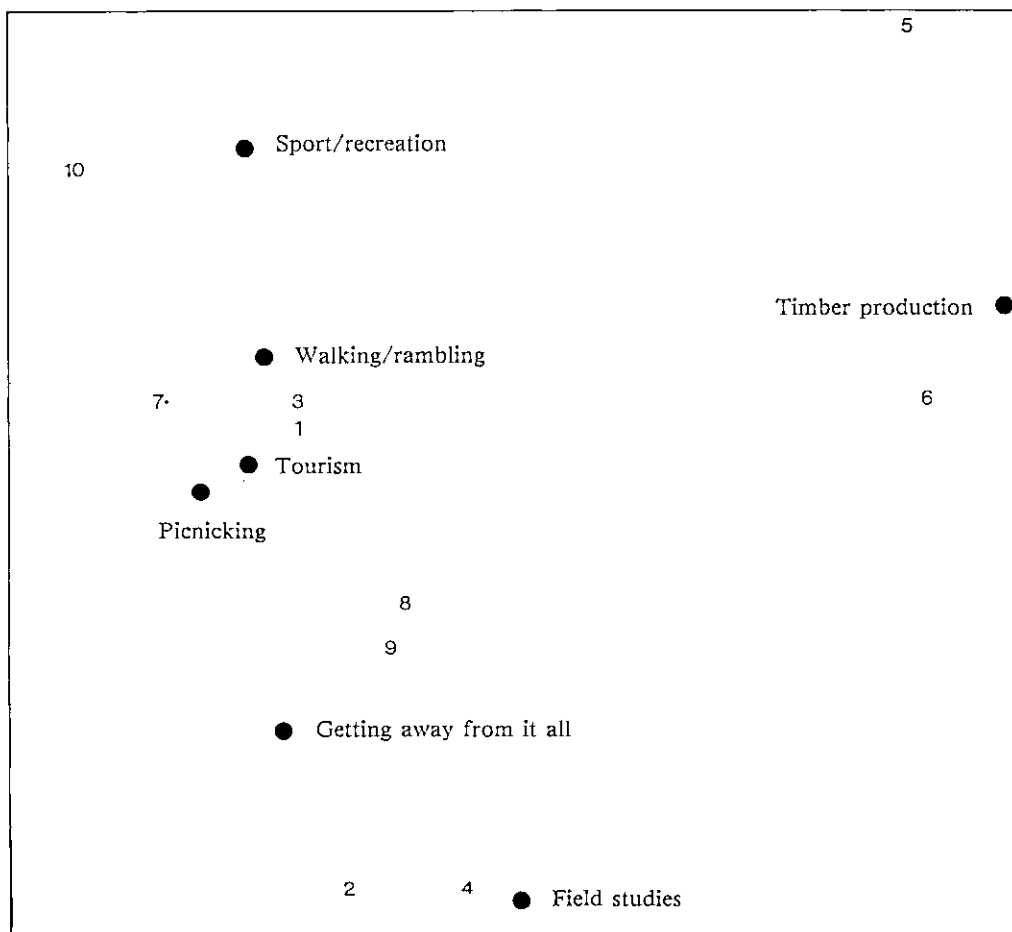 5
Sport/recreation
10
Timber production
Walking/rambling
7
3
6
1
Tourism
Picnicking
8
9
Getting away from it all
2
4
Field studies